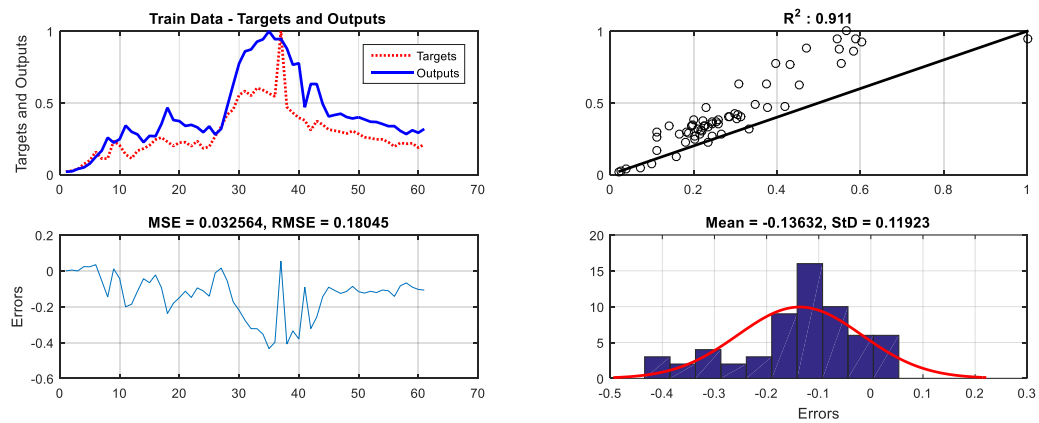 Train Data - Targets and Outputs
Targets and Outputs
1
0.5
0
0 10 20 30 40 50 60 70
Targets
Outputs
R2 : 0.911
1
0.5
0
0.2 0.4 0.6 0.8 1
MSE = 0.032564, RMSE = 0.18045
Errors
0.2
0
-0.2
-0.4
-0.6
0 10 20 30 40 50 60 70
Mean = -0.13632, StD = 0.11923
20
15
10
5
0
-0.5 -0.4 -0.3 -0.2 -0.1 0 0.1 0.2 0.3
Errors